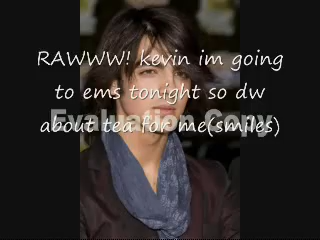 RAWWW! kevin im going
to ems tonight so dw
about tea for me(smiles)
Evaluation Copy